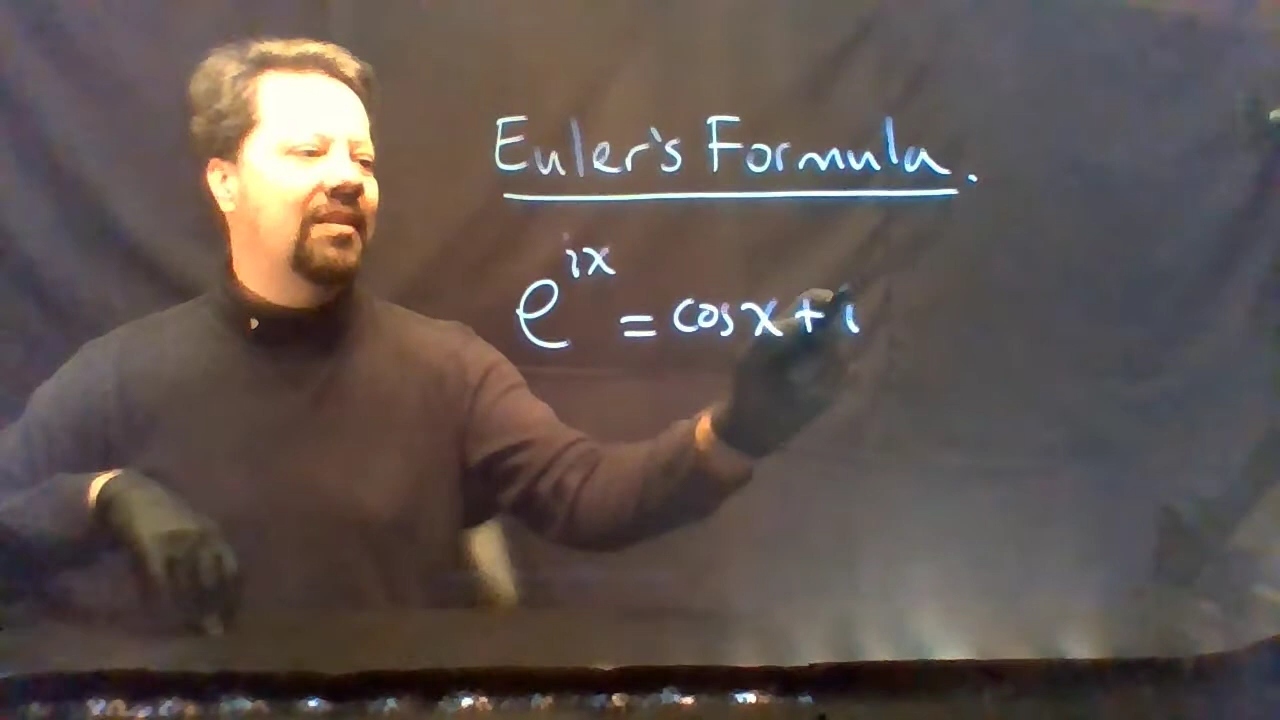 Euler's Formula.
e^{ix} = cos x + i